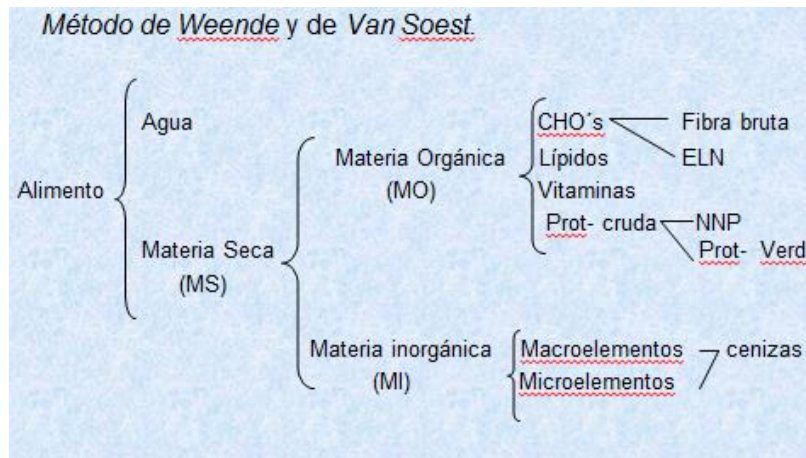 Método de Weende y de Van Soest.
Agua
CHO´s
Fibra bruta
Materia Orgánica
(MO)
Lípidos
ELN
Alimento
Vitaminas
Prot- cruda
NNP
Prot- Verd
Materia Seca
(MS)
Materia inorgánica
(MI)
Macroelementos
cenizas
Microelementos